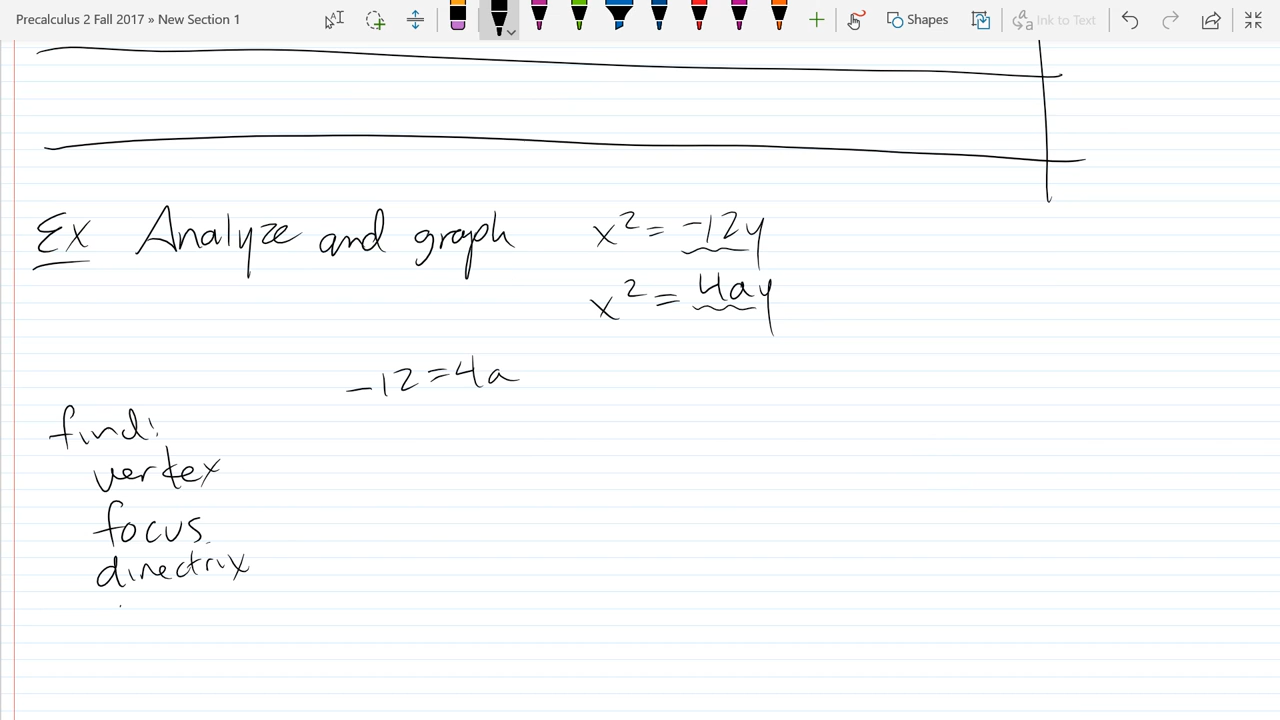 Precalculus 2 Fall 2017 » New Section 1
Shapes
Ink to Text
Ex Analyze and graph x² = -12y
x² = 4ay
-12 = 4a
find:
vertex
focus
directrix